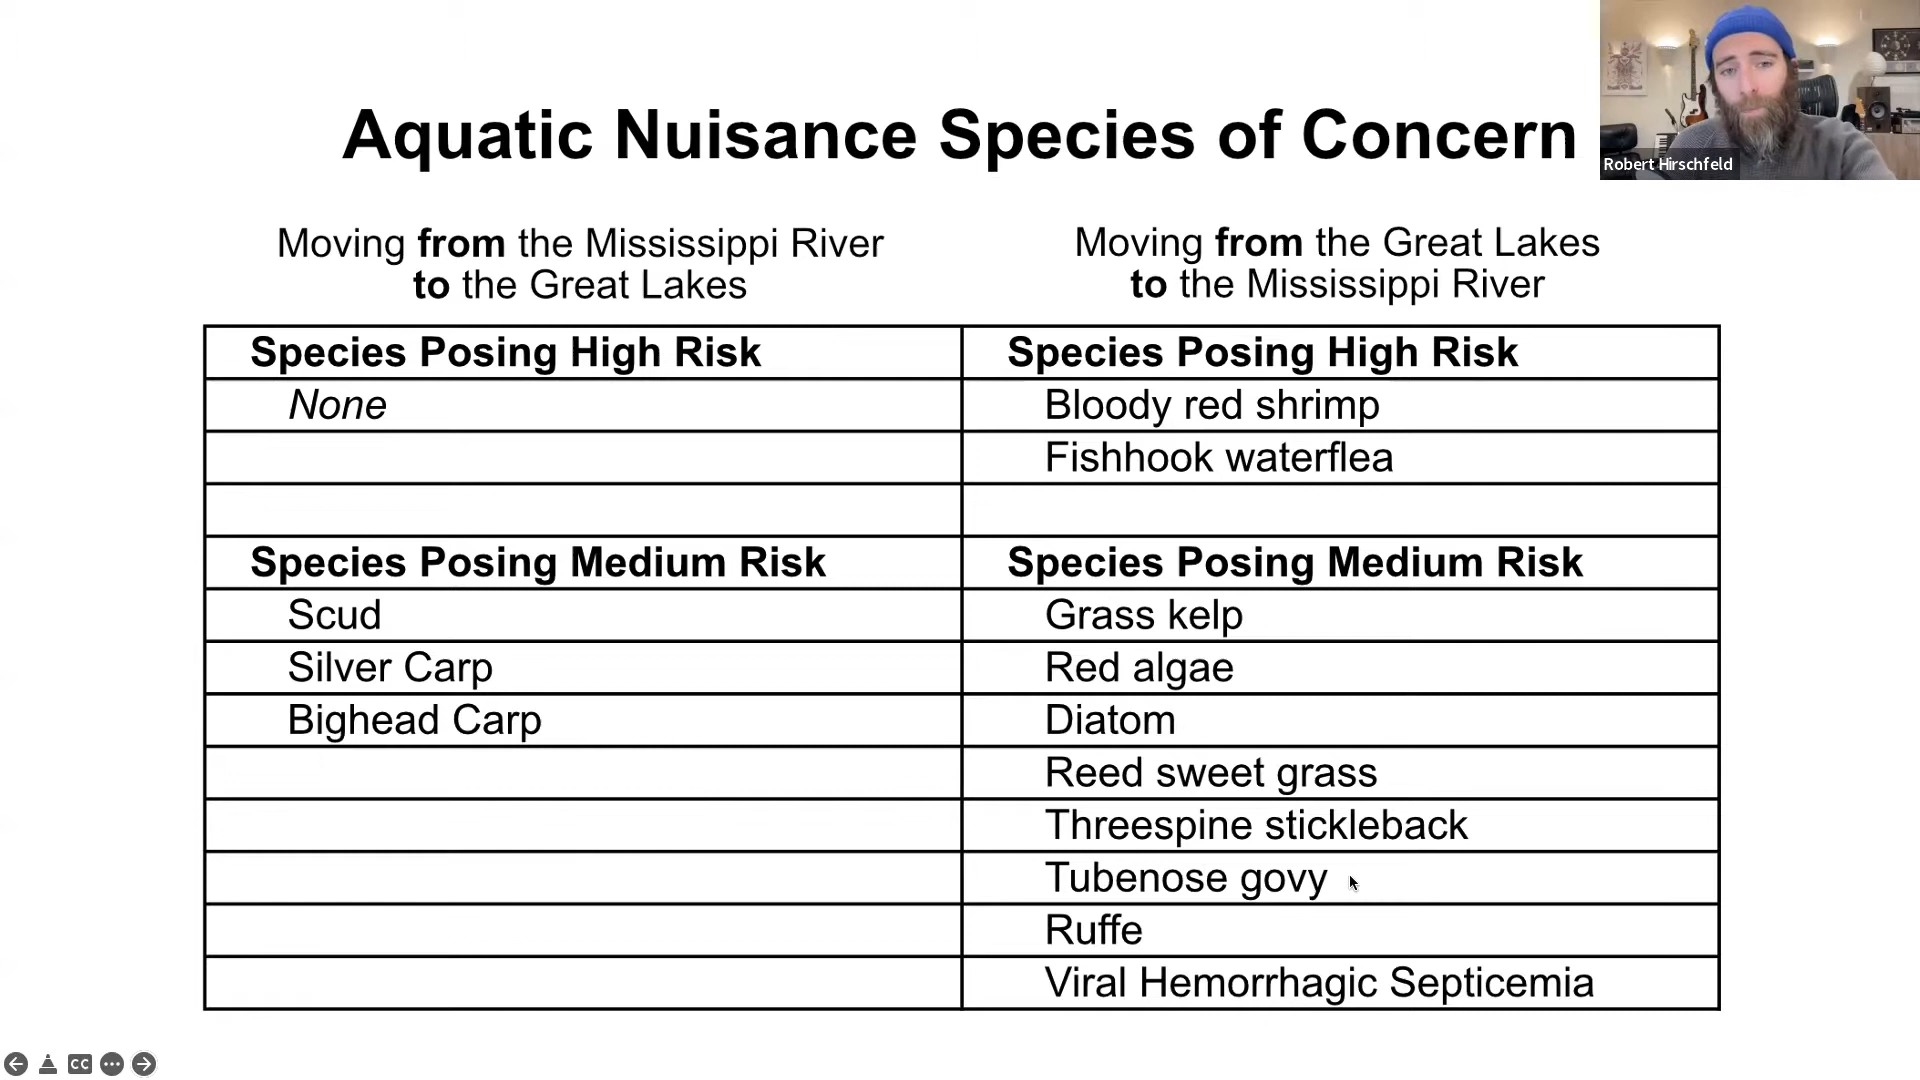 Aquatic Nuisance Species of Concern
Robert Hirschfeld
Moving from the Mississippi River
to the Great Lakes
Moving from the Great Lakes
to the Mississippi River
Species Posing High Risk
Species Posing High Risk
None
Bloody red shrimp
Fishhook waterflea
Species Posing Medium Risk
Species Posing Medium Risk
Scud
Grass kelp
Silver Carp
Red algae
Bighead Carp
Diatom
Reed sweet grass
Threespine stickleback
Tubenose govy
Ruffe
Viral Hemorrhagic Septicemia
CC